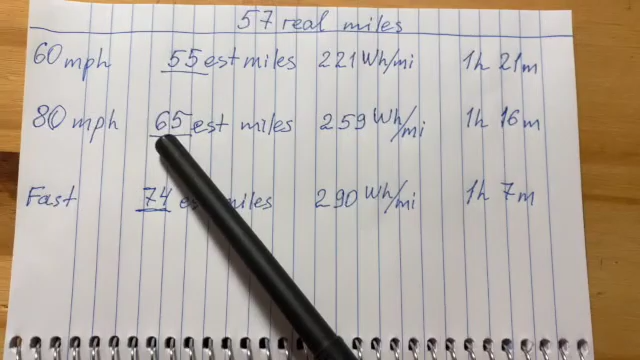 57 real miles
60 mph 55 est miles 221 Wh/mi 1h 21m
80 mph 65 est miles 259 Wh/mi 1h 16m
Fast 74 miles 290 Wh/mi 1h 7m